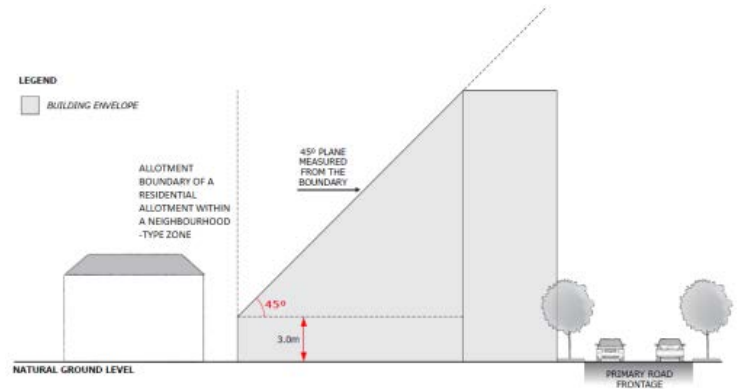 LEGEND
BUILDING ENVELOPE
ALLOTMENT
BOUNDARY OF A
RESIDENTIAL
ALLOTMENT WITHIN
A NEIGHBOURHOOD
-TYPE ZONE
45º PLANE
MEASURED
FROM THE
BOUNDARY
45º
3.0m
NATURAL GROUND LEVEL
PRIMARY ROAD
FRONTAGE